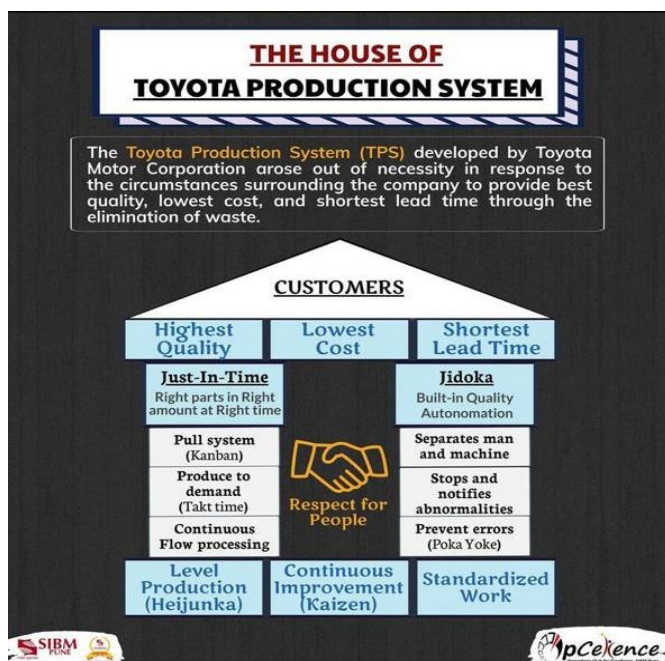 THE HOUSE OF
TOYOTA PRODUCTION SYSTEM
The Toyota Production System (TPS) developed by Toyota
Motor Corporation arose out of necessity in response to
the circumstances surrounding the company to provide best
quality, lowest cost, and shortest lead time through the
elimination of waste.
CUSTOMERS
Highest
Quality
Lowest
Cost
Shortest
Lead Time
Just-In-Time
Right parts in Right
amount at Right time
Pull system
(Kanban)
Produce to
demand
(Takt time)
Continuous
Flow processing
Respect for
People
Jidoka
Built-in Quality
Autonomation
Separates man
and machine
Stops and
notifies
abnormalities
Prevent errors
(Poka Yoke)
Level
Production
(Heijunka)
Continuous
Improvement
(Kaizen)
Standardized
Work
SIBM
PUNE